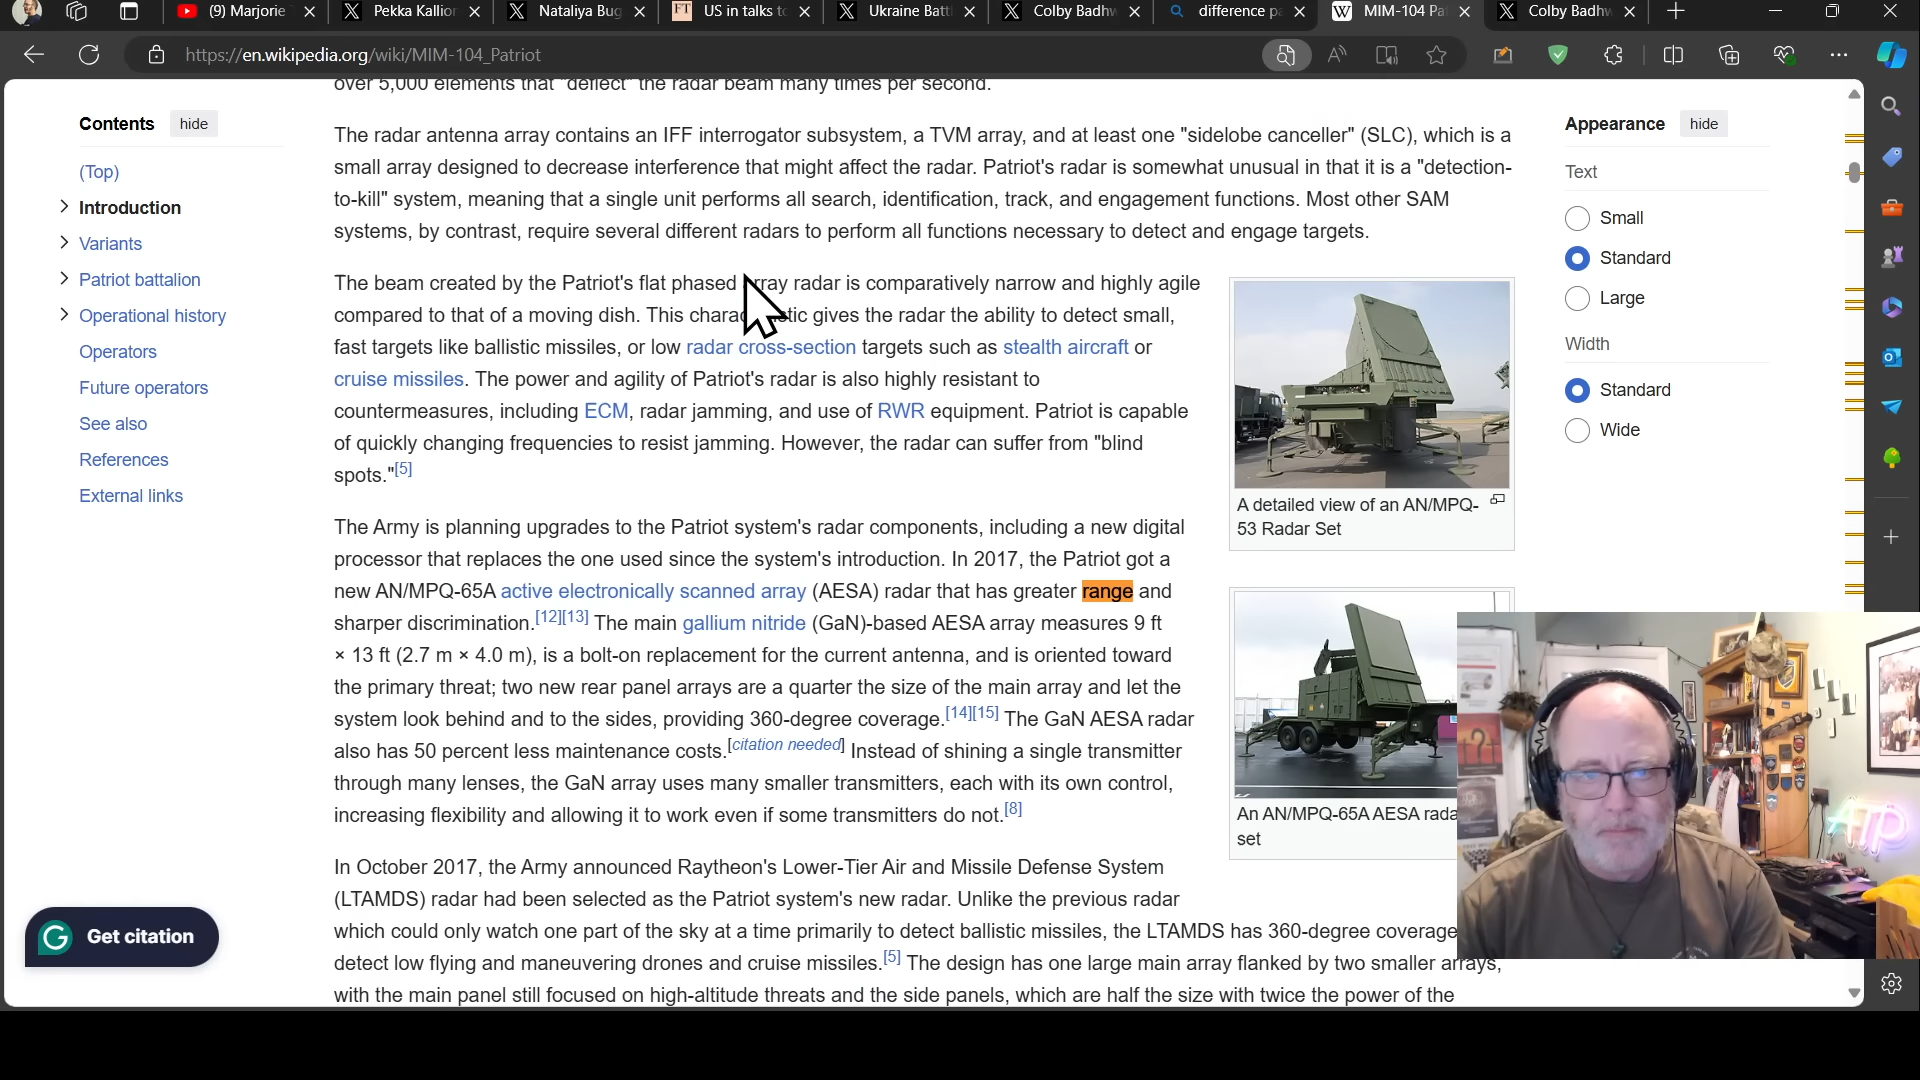 (9) Marjorie
Pekka Kallior
Nataliya Bug
US in talks to
Ukraine Batt
Colby Badhw
difference pa
MIM-104 Pat
Colby Badhw
https://en.wikipedia.org/wiki/MIM-104_Patriot
over 5,000 elements that "deflect" the radar beam many times per second.
Contents hide
(Top)
Introduction
Variants
Patriot battalion
Operational history
Operators
Future operators
See also
References
External links
The radar antenna array contains an IFF interrogator subsystem, a TVM array, and at least one "sidelobe canceller" (SLC), which is a
small array designed to decrease interference that might affect the radar. Patriot's radar is somewhat unusual in that it is a "detection-
to-kill" system, meaning that a single unit performs all search, identification, track, and engagement functions. Most other SAM
systems, by contrast, require several different radars to perform all functions necessary to detect and engage targets.
The beam created by the Patriot's flat phased array radar is comparatively narrow and highly agile
compared to that of a moving dish. This tic gives the radar the ability to detect small,
fast targets like ballistic missiles, or low radar cross-section targets such as stealth aircraft or
cruise missiles. The power and agility of Patriot's radar is also highly resistant to
countermeasures, including ECM, radar jamming, and use of RWR equipment. Patriot is capable
of quickly changing frequencies to resist jamming. However, the radar can suffer from "blind
spots."[5]
The Army is planning upgrades to the Patriot system's radar components, including a new digital
processor that replaces the one used since the system's introduction. In 2017, the Patriot got a
new AN/MPQ-65A active electronically scanned array (AESA) radar that has greater range and
sharper discrimination.[12][13] The main gallium nitride (GaN)-based AESA array measures 9 ft
× 13 ft (2.7 m × 4.0 m), is a bolt-on replacement for the current antenna, and is oriented toward
the primary threat; two new rear panel arrays are a quarter the size of the main array and let the
system look behind and to the sides, providing 360-degree coverage.[14][15] The GaN AESA radar
also has 50 percent less maintenance costs.[citation needed] Instead of shining a single transmitter
through many lenses, the GaN array uses many smaller transmitters, each with its own control,
increasing flexibility and allowing it to work even if some transmitters do not.[8]
In October 2017, the Army announced Raytheon's Lower-Tier Air and Missile Defense System
(LTAMDS) radar had been selected as the Patriot system's new radar. Unlike the previous radar
which could only watch one part of the sky at a time primarily to detect ballistic missiles, the LTAMDS has 360-degree coverage
detect low flying and maneuvering drones and cruise missiles.[5] The design has one large main array flanked by two smaller arrays,
with the main panel still focused on high-altitude threats and the side panels, which are half the size with twice the power of the
A detailed view of an AN/MPQ-
53 Radar Set
An AN/MPQ-65A AESA rada
set
Appearance hide
Text
Small
Standard
Large
Width
Standard
Wide
Get citation
ATP